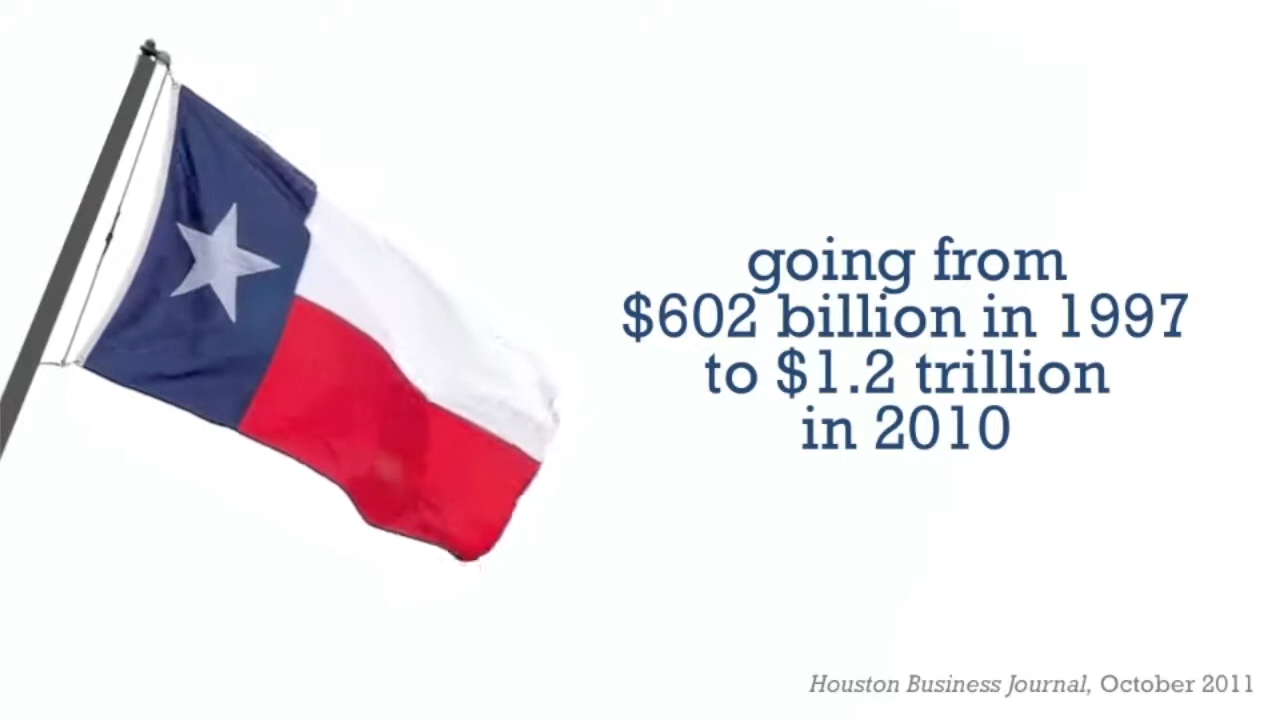 going from
$602 billion in 1997
to $1.2 trillion
in 2010
Houston Business Journal, October 2011